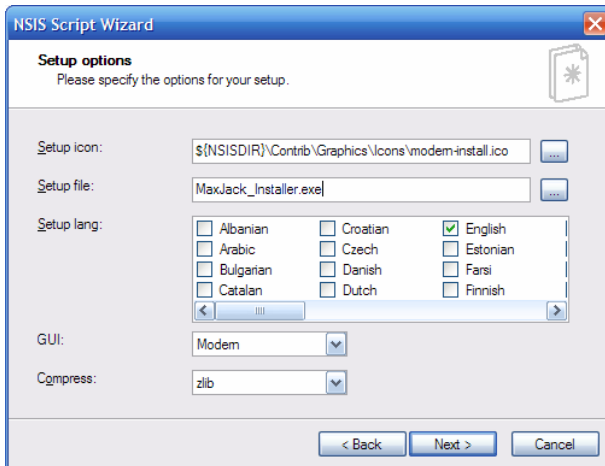 NSIS Script Wizard
Setup options
Please specify the options for your setup.
Setup icon:
${NSISDIR}\Contrib\Graphics\Icons\modern-install.ico
...
Setup file:
MaxJack_Installer.exe
...
Setup lang:
Albanian Croatian English
Arabic Czech Estonian
Bulgarian Danish Farsi
Catalan Dutch Finnish
GUI:
Modern
Compress:
zlib
< Back Next > Cancel